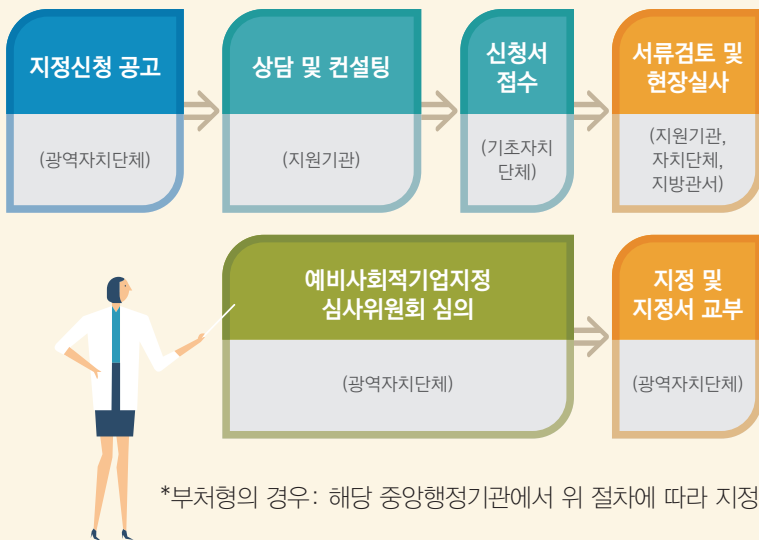 지정신청 공고
(광역자치단체)
상담 및 컨설팅
(지원기관)
신청서
접수
(기초자치
단체)
서류검토 및
현장실사
(지원기관,
자치단체,
지방관서)
예비사회적기업지정
심사위원회 심의
(광역자치단체)
지정 및
지정서 교부
(광역자치단체)
*부처형의 경우: 해당 중앙행정기관에서 위 절차에 따라 지정